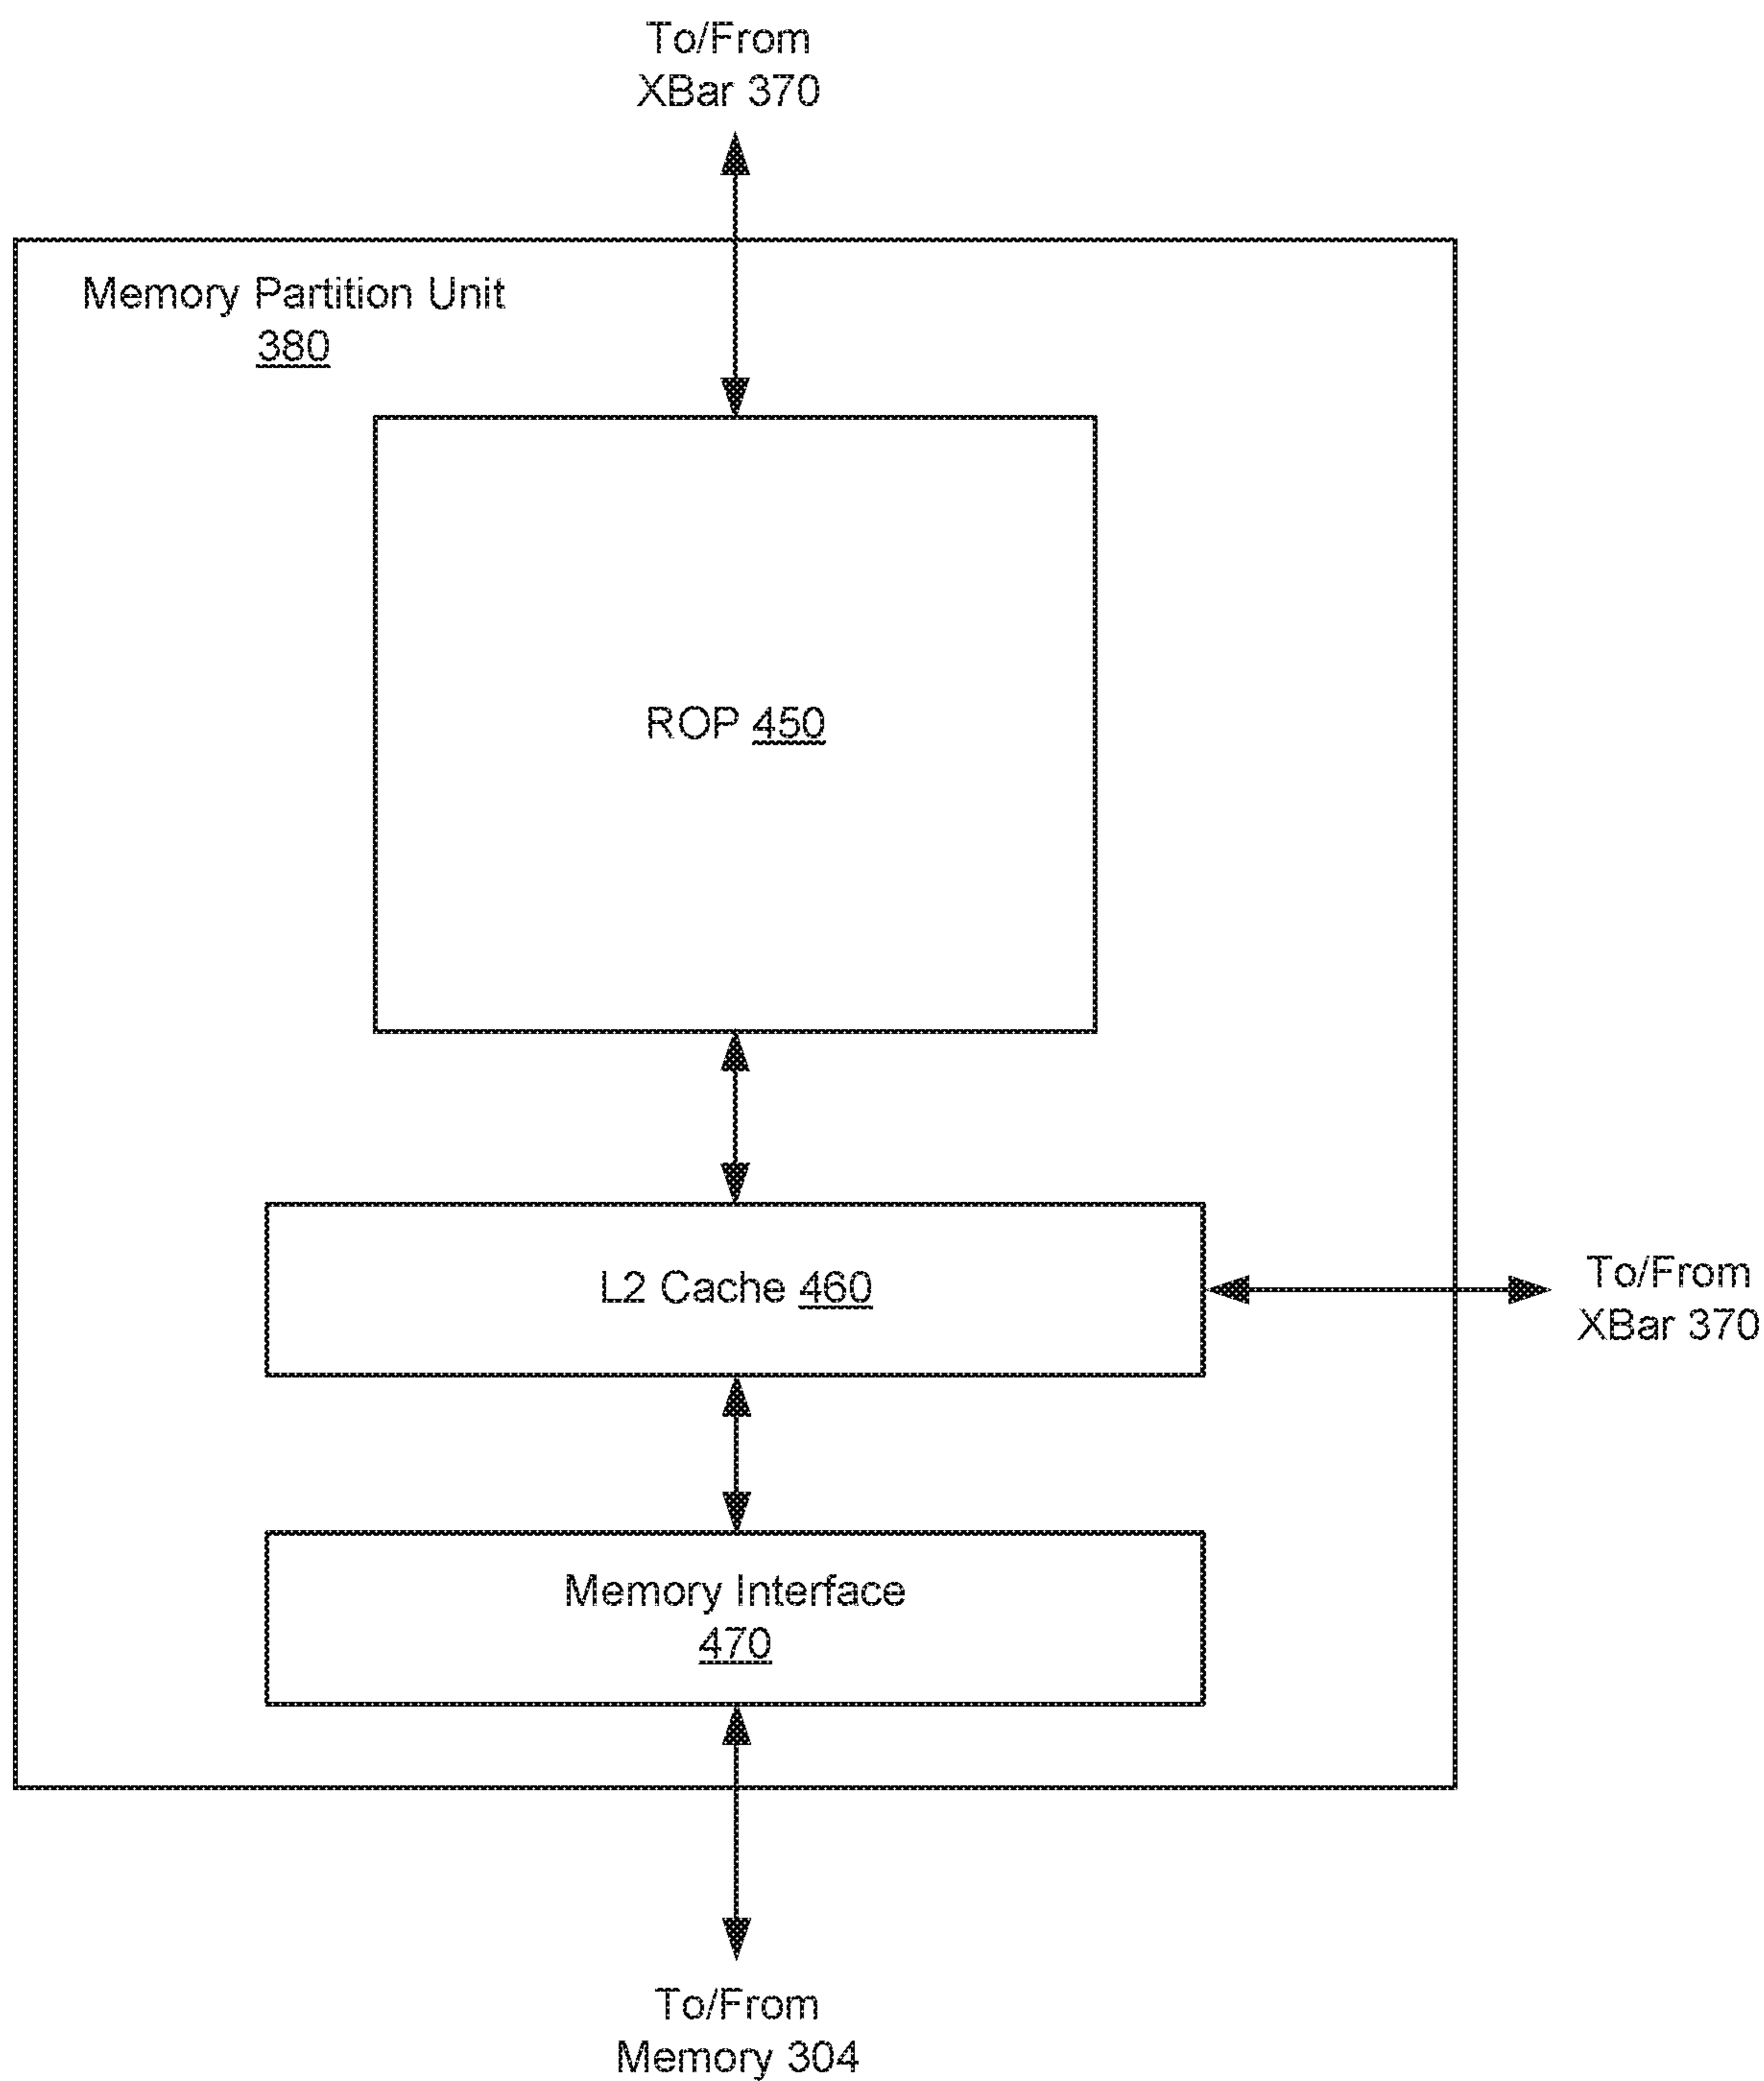 To/From
XBar 370
Memory Partition Unit
380
ROP 450
L2 Cache 460
To/From
XBar 370
Memory Interface
470
To/From
Memory 304